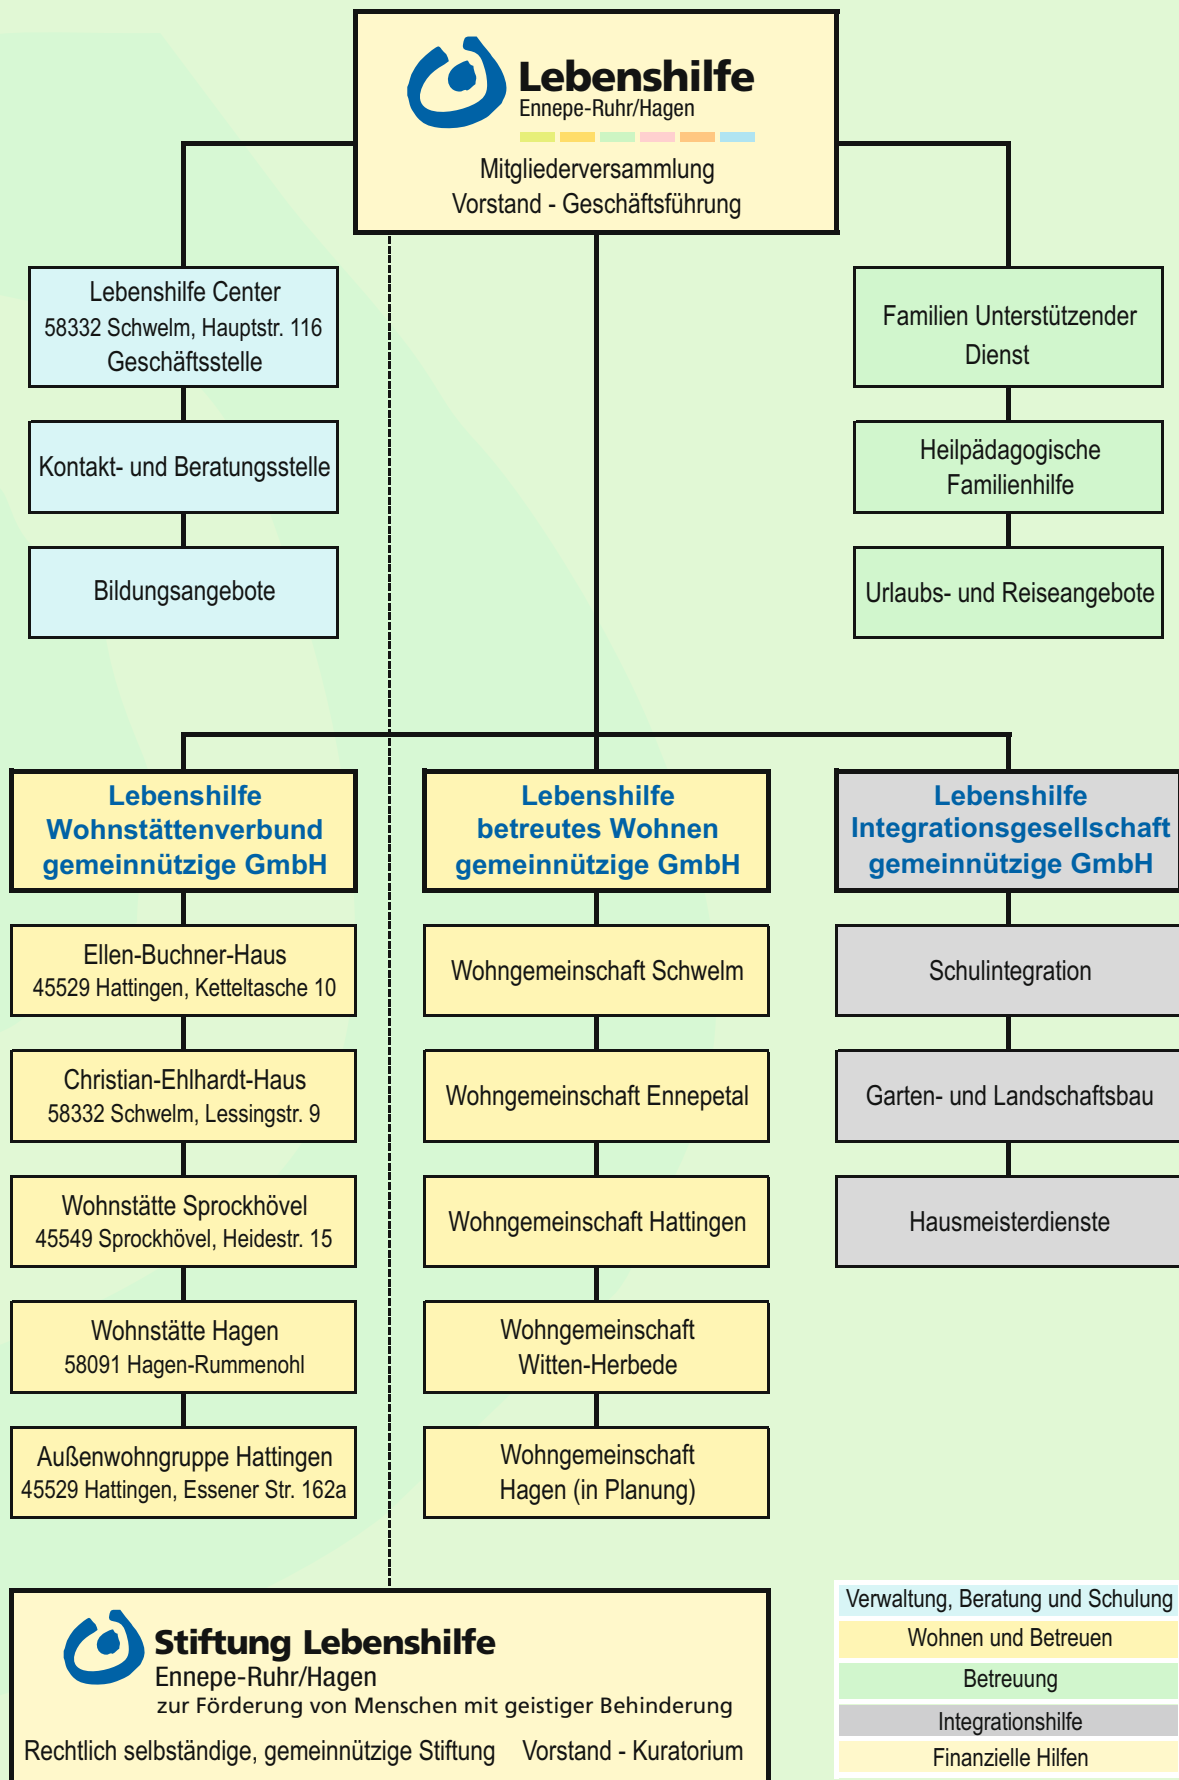 Lebenshilfe
Ennepe-Ruhr/Hagen
Mitgliederversammlung
Vorstand - Geschäftsführung
Lebenshilfe Center
58332 Schwelm, Hauptstr. 116
Geschäftsstelle
Kontakt- und Beratungsstelle
Bildungsangebote
Familien Unterstützender
Dienst
Heilpädagogische
Familienhilfe
Urlaubs- und Reiseangebote
Lebenshilfe
Wohnstättenverbund
gemeinnützige GmbH
Ellen-Buchner-Haus
45529 Hattingen, Ketteltasche 10
Christian-Ehlhardt-Haus
58332 Schwelm, Lessingstr. 9
Wohnstätte Sprockhövel
45549 Sprockhövel, Heidestr. 15
Wohnstätte Hagen
58091 Hagen-Rummenohl
Außenwohngruppe Hattingen
45529 Hattingen, Essener Str. 162a
Lebenshilfe
betreutes Wohnen
gemeinnützige GmbH
Wohngemeinschaft Schwelm
Wohngemeinschaft Ennepetal
Wohngemeinschaft Hattingen
Wohngemeinschaft
Witten-Herbede
Wohngemeinschaft
Hagen (in Planung)
Lebenshilfe
Integrationsgesellschaft
gemeinnützige GmbH
Schulintegration
Garten- und Landschaftsbau
Hausmeisterdienste
Stiftung Lebenshilfe
Ennepe-Ruhr/Hagen
zur Förderung von Menschen mit geistiger Behinderung
Rechtlich selbständige, gemeinnützige Stiftung Vorstand - Kuratorium
Verwaltung, Beratung und Schulung
Wohnen und Betreuen
Betreuung
Integrationshilfe
Finanzielle Hilfen